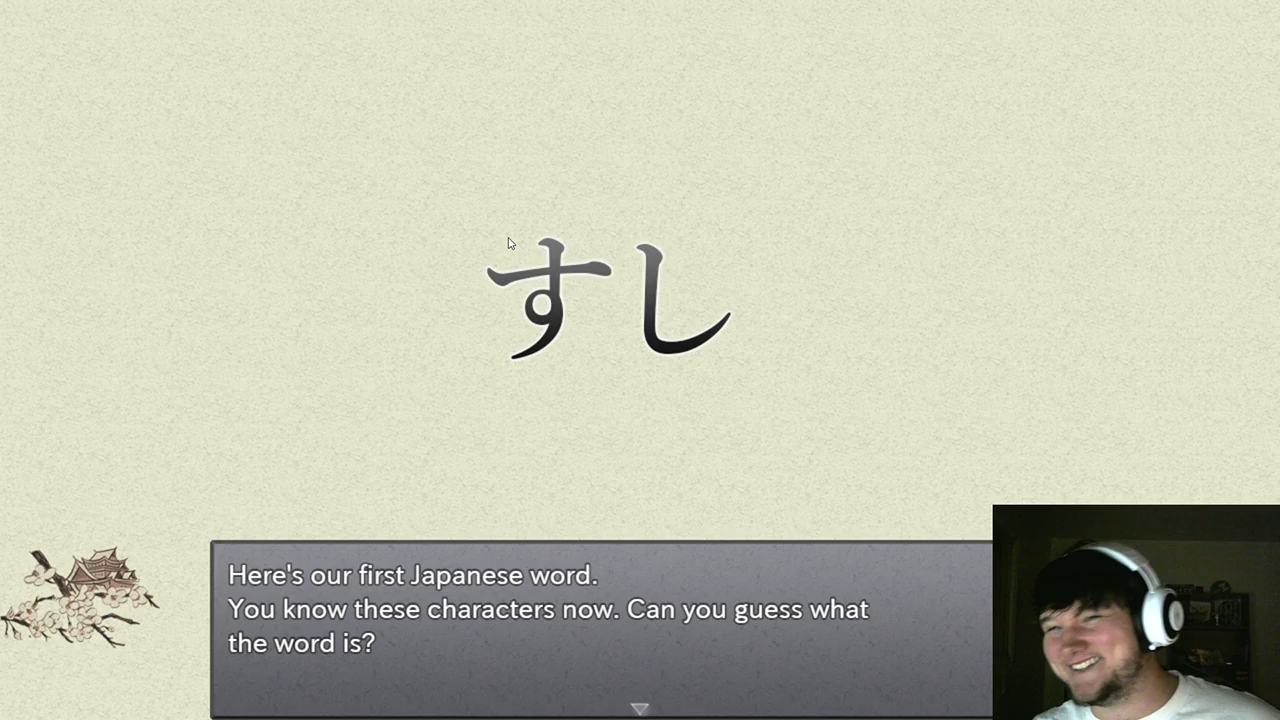 すし
Here's our first Japanese word.
You know these characters now. Can you guess what
the word is?